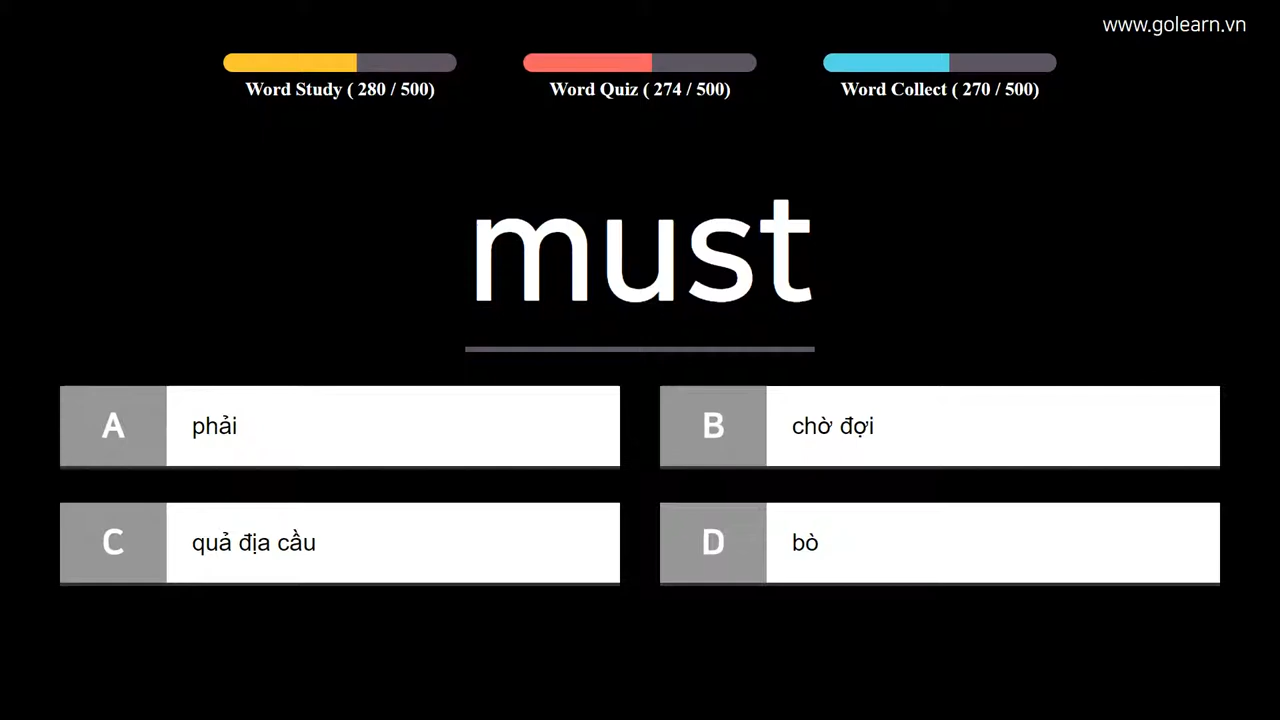 www.golearn.vn
Word Study ( 280 / 500)
Word Quiz ( 274 / 500)
Word Collect ( 270 / 500)
must
A phải
B chờ đợi
C quả địa cầu
D bò